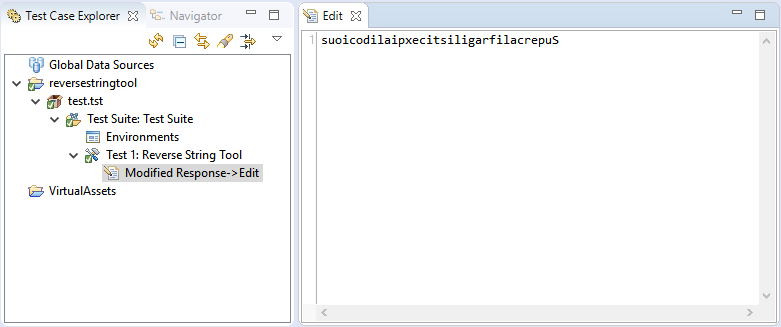 Test Case Explorer
Navigator
Global Data Sources
reversestringtool
test.tst
Test Suite: Test Suite
Environments
Test 1: Reverse String Tool
Modified Response->Edit
VirtualAssets
Edit
1 suoicodilaipxecitsiligarfilacrepuS